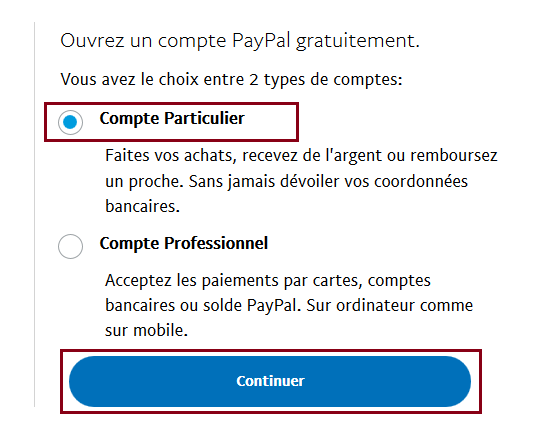 Ouvrez un compte PayPal gratuitement.
Vous avez le choix entre 2 types de comptes:
Compte Particulier
Faites vos achats, recevez de l'argent ou remboursez
un proche. Sans jamais dévoiler vos coordonnées
bancaires.
Compte Professionnel
Acceptez les paiements par cartes, comptes
bancaires ou solde PayPal. Sur ordinateur comme
sur mobile.
Continuer